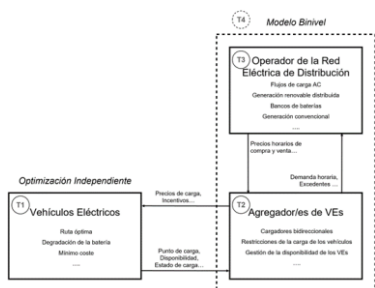 T4
Modelo Binivel
T3
Operador de la Red
Eléctrica de Distribución
Flujos de carga AC
Generación renovable distribuida
Bancos de baterías
Generación convencional
....
Precios horarios de
compra y venta...
Demanda horaria,
Excedentes ...
Optimización Independiente
Precios de carga,
Incentivos...
T1
Vehículos Eléctricos
Ruta óptima
Degradación de la batería
Mínimo coste
....
Punto de carga,
Disponibilidad,
Estado de carga...
T2
Agregador/es de VEs
Cargadores bidireccionales
Restricciones de la carga de los vehículos
Gestión de la disponibilidad de los VEs
....